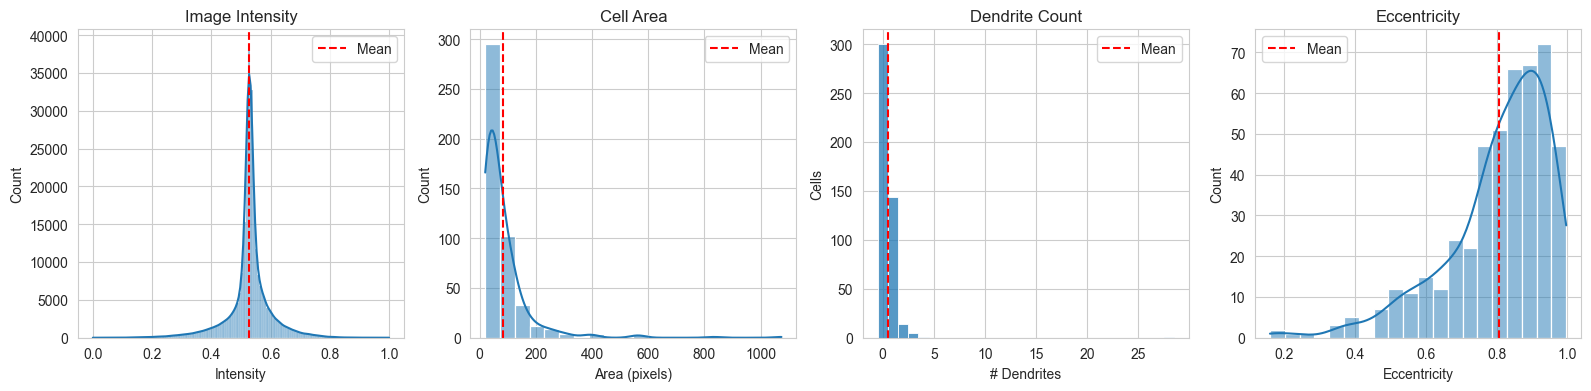 Image Intensity
Count
40000
35000
30000
25000
20000
15000
10000
5000
0
0.0 0.2 0.4 0.6 0.8 1.0
Intensity
Mean
Cell Area
Count
300
250
200
150
100
50
0
0 200 400 600 800 1000
Area (pixels)
Mean
Dendrite Count
Cells
300
250
200
150
100
50
0
0 5 10 15 20 25
# Dendrites
Mean
Eccentricity
Count
70
60
50
40
30
20
10
0
0.2 0.4 0.6 0.8 1.0
Eccentricity
Mean